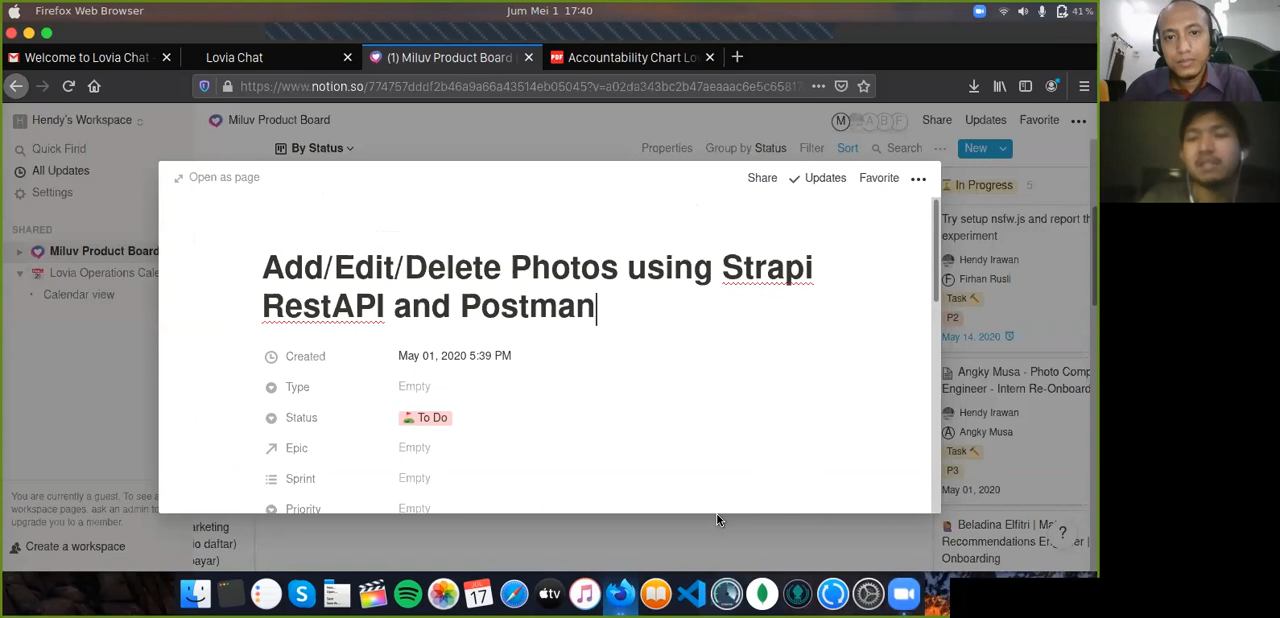 Firefox Web Browser
Jum Mei 1 17:40
41 %
Welcome to Lovia Chat -
Lovia Chat
(1) Miluv Product Board
Accountability Chart Lo
https://www.notion.so/774757dddf2b46a9a66a43514eb05045?v=a02da343bc2b47aeaaac6e5c65817
H Hendy's Workspace
Miluv Product Board
M A B F
Share
Updates
Favorite
Quick Find
By Status
Properties
Group by Status
Filter
Sort
Search
New
All Updates
Settings
SHARED
Miluv Product Board
Lovia Operations Cale
Calendar view
You are currently a guest. To see a
workspace pages, ask an admin to
upgrade you to a member.
Create a workspace
Open as page
Share
Updates
Favorite
Add/Edit/Delete Photos using Strapi
RestAPI and Postman
Created
May 01, 2020 5:39 PM
Type
Empty
Status
To Do
Epic
Empty
Sprint
Empty
Priority
Empty
In Progress 5
Try setup nsfw.js and report th
experiment
Hendy Irawan
F Firhan Rusli
Task
P2
May 14, 2020
Angky Musa - Photo Comp
Engineer - Intern Re-Onboard
Hendy Irawan
A Angky Musa
Task
P3
May 01, 2020
Beladina Elfitri | Ma
Recommendations Engineer |
Onboarding
?
arketing
io daftar)
ayar)
JUL
17
tv